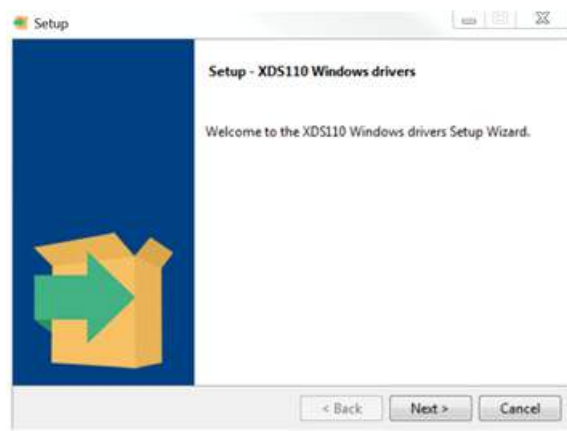 Setup
Setup - XDS110 Windows drivers
Welcome to the XDS110 Windows drivers Setup Wizard.
< Back Next > Cancel